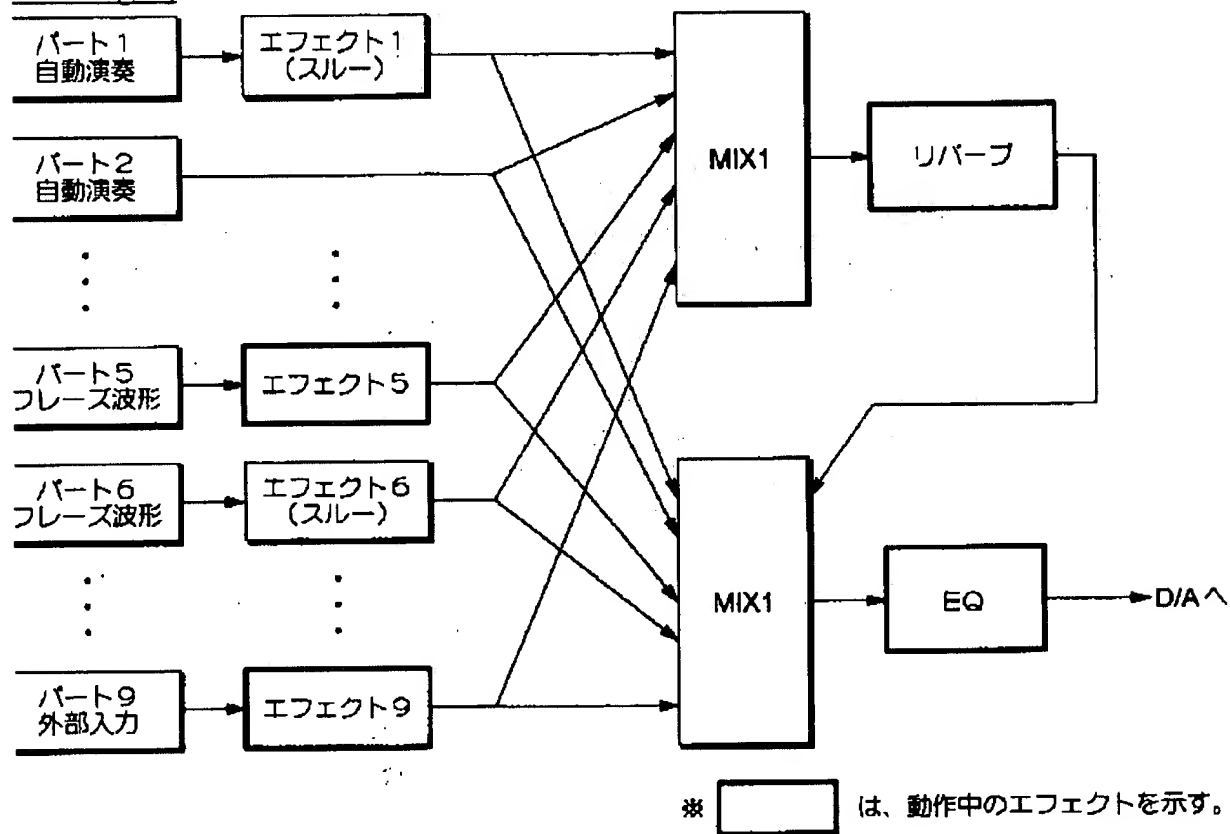 パート1
自動演奏
エフェクト1
(スルー)
MIX1
リバーブ
パート2
自動演奏
パート5
フレーズ波形
エフェクト5
パート6
フレーズ波形
エフェクト6
(スルー)
MIX1
EQ
D/Aへ
パート9
外部入力
エフェクト9
※ は、動作中のエフェクトを示す。